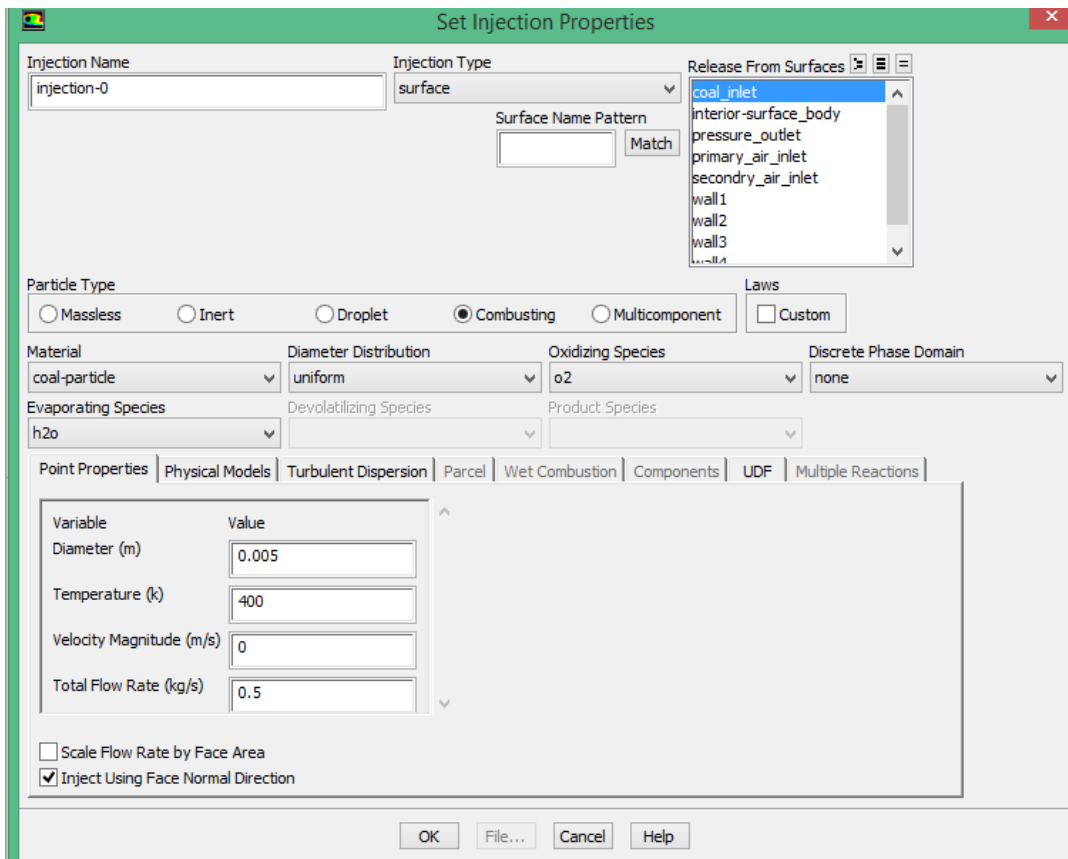 Set Injection Properties
Injection Name
injection-0
Injection Type
surface
Release From Surfaces
coal_inlet
interior-surface_body
pressure_outlet
primary_air_inlet
secondry_air_inlet
wall1
wall2
wall3
wall4
Surface Name Pattern
Match
Particle Type
Massless Inert Droplet Combusting Multicomponent
Laws
Custom
Material
coal-particle
Diameter Distribution
uniform
Oxidizing Species
o2
Discrete Phase Domain
none
Evaporating Species
h2o
Devolatilizing Species
Product Species
Point Properties Physical Models Turbulent Dispersion Parcel Wet Combustion Components UDF Multiple Reactions
Variable Value
Diameter (m) 0.005
Temperature (k) 400
Velocity Magnitude (m/s) 0
Total Flow Rate (kg/s) 0.5
Scale Flow Rate by Face Area
Inject Using Face Normal Direction
OK File... Cancel Help